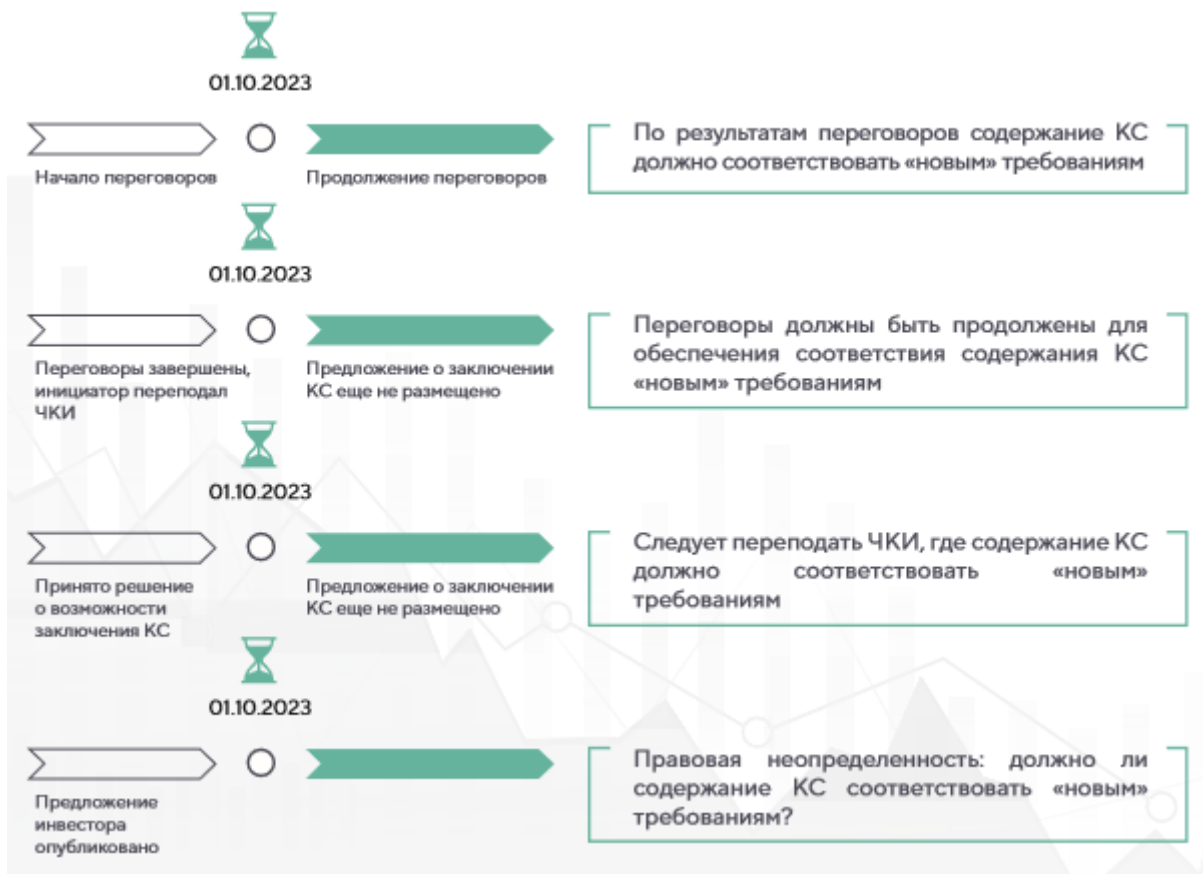 01.10.2023
Начало переговоров
Продолжение переговоров
По результатам переговоров содержание КС
должно соответствовать «новым» требованиям
01.10.2023
Переговоры завершены,
инициатор переподал
ЧКИ
Предложение о заключении
КС еще не размещено
Переговоры должны быть продолжены для
обеспечения соответствия содержания КС
«новым» требованиям
01.10.2023
Принято решение
о возможности
заключения КС
Предложение о заключении
КС еще не размещено
Следует переподать ЧКИ, где содержание КС
должно соответствовать «новым»
требованиям
01.10.2023
Предложение
инвестора
опубликовано
Правовая неопределенность: должно ли
содержание КС соответствовать «новым»
требованиям?